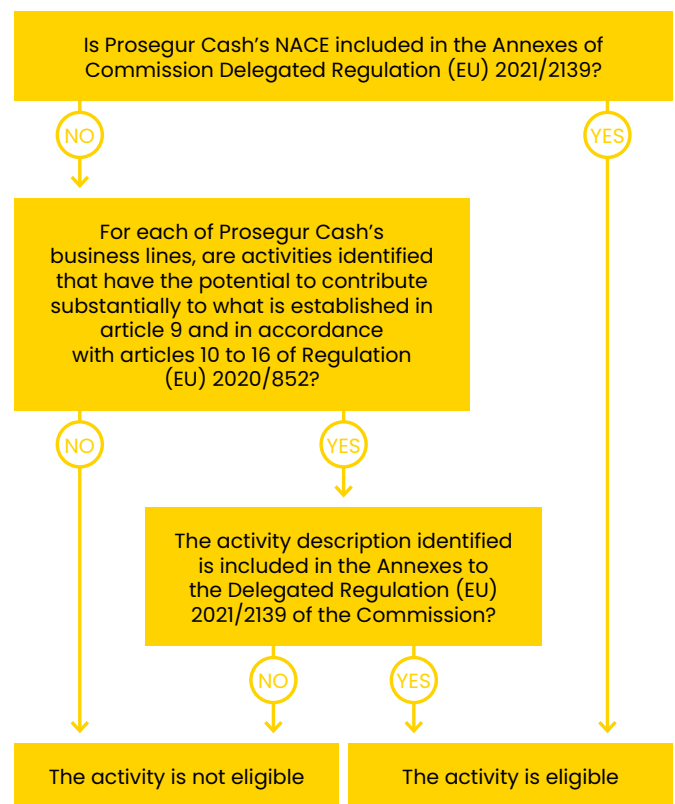 Is Prosegur Cash's NACE included in the Annexes of
Commission Delegated Regulation (EU) 2021/2139?
NO
YES
For each of Prosegur Cash's
business lines, are activities identified
that have the potential to contribute
substantially to what is established in
article 9 and in accordance
with articles 10 to 16 of Regulation
(EU) 2020/852?
NO
YES
The activity description identified
is included in the Annexes to
the Delegated Regulation (EU)
2021/2139 of the Commission?
NO
YES
The activity is not eligible
The activity is eligible